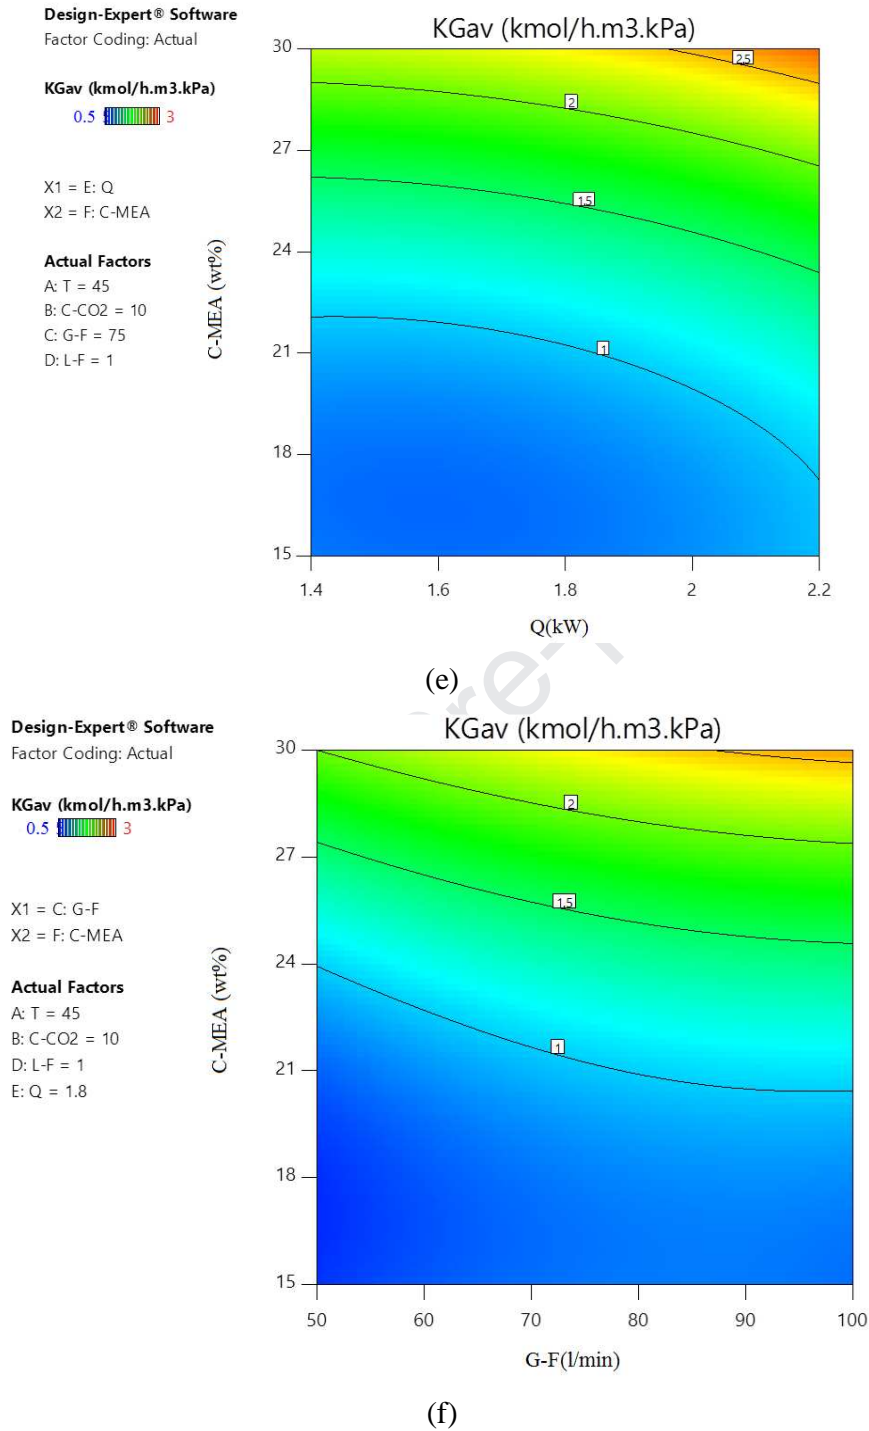 Design-Expert® Software
Factor Coding: Actual
KGav (kmol/h.m3.kPa)
0.5 3
X1 = E: Q
X2 = F: C-MEA
Actual Factors
A: T = 45
B: C-CO2 = 10
C: G-F = 75
D: L-F = 1
KGav (kmol/h.m3.kPa)
C-MEA (wt%)
30
27
24
21
18
15
2.5
2
1.5
1
1.4 1.6 1.8 2 2.2
Q(kW)
(e)
Design-Expert® Software
Factor Coding: Actual
KGav (kmol/h.m3.kPa)
0.5 3
X1 = C: G-F
X2 = F: C-MEA
Actual Factors
A: T = 45
B: C-CO2 = 10
D: L-F = 1
E: Q = 1.8
KGav (kmol/h.m3.kPa)
C-MEA (wt%)
30
27
24
21
18
15
2
1.5
1
50 60 70 80 90 100
G-F(l/min)
(f)